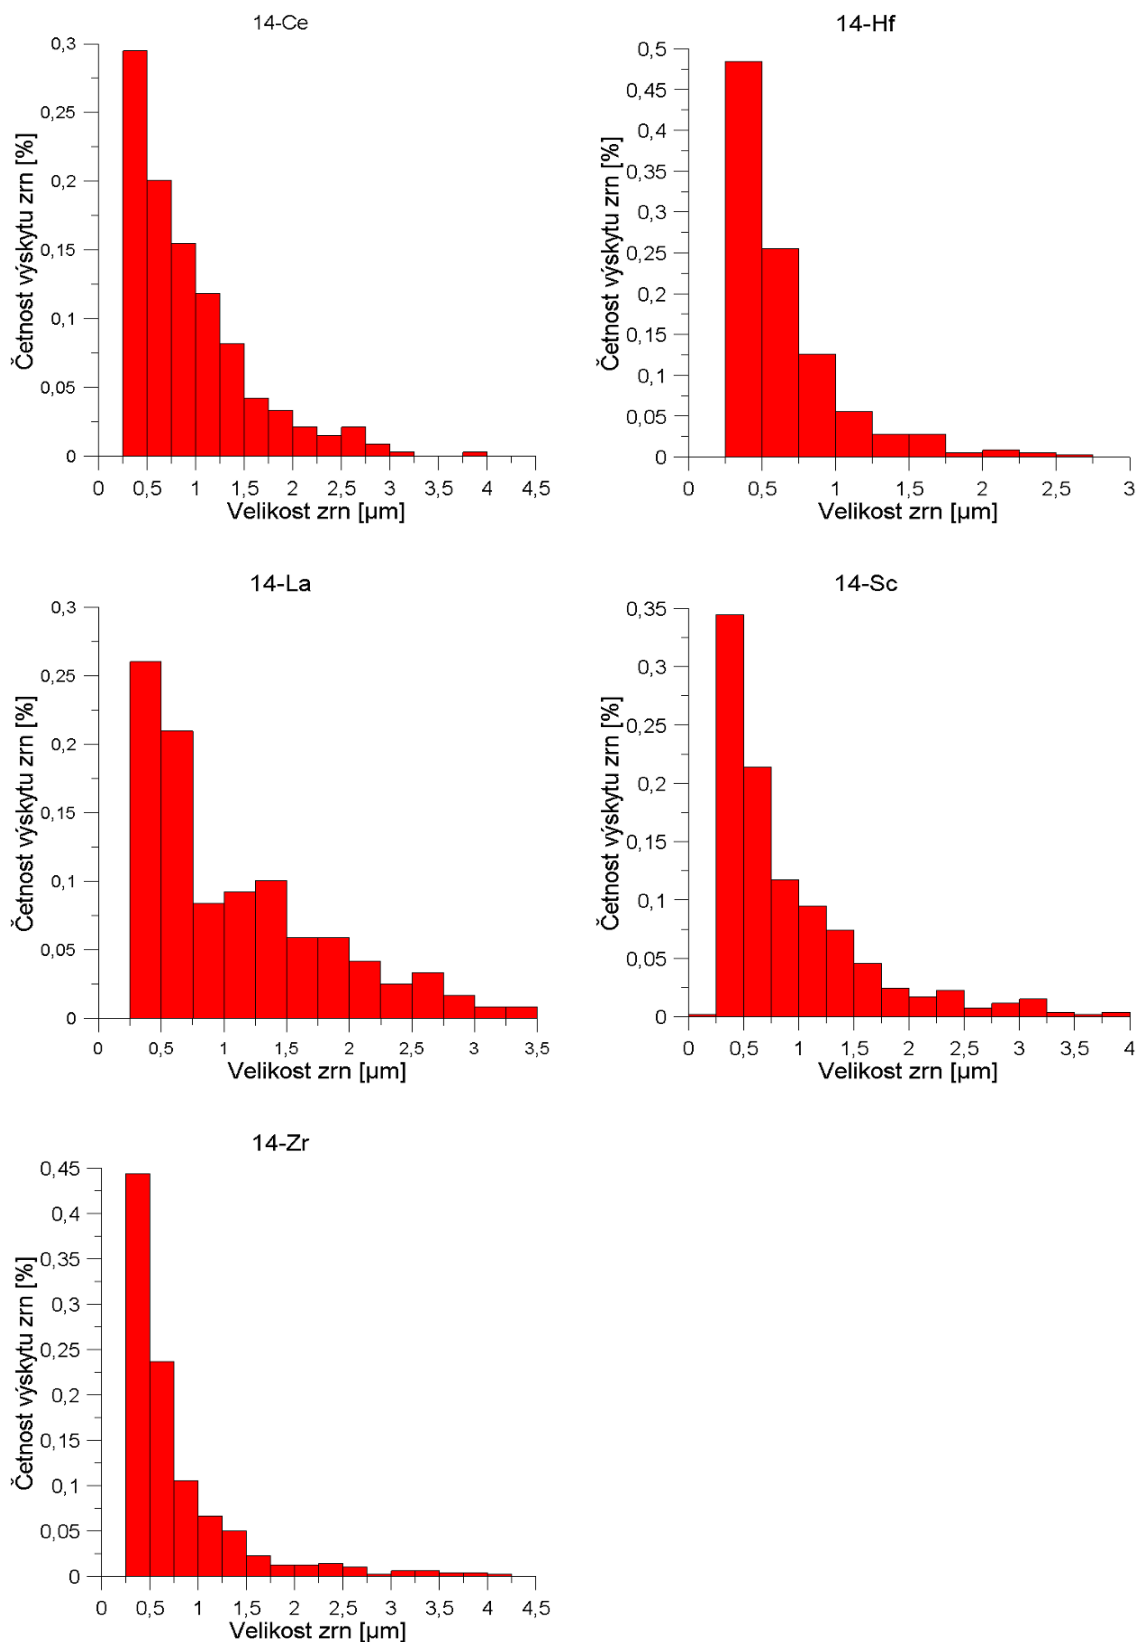 14-Ce
0,3
0,25
0,2
0,15
0,1
0,05
0
Četnost výskytu zrn [%]
0 0,5 1 1,5 2 2,5 3 3,5 4 4,5
Velikost zrn [µm]
14-Hf
0,5
0,45
0,4
0,35
0,3
0,25
0,2
0,15
0,1
0,05
0
Četnost výskytu zrn [%]
0 0,5 1 1,5 2 2,5 3
Velikost zrn [µm]
14-La
0,3
0,25
0,2
0,15
0,1
0,05
0
Četnost výskytu zrn [%]
0 0,5 1 1,5 2 2,5 3 3,5
Velikost zrn [µm]
14-Sc
0,35
0,3
0,25
0,2
0,15
0,1
0,05
0
Četnost výskytu zrn [%]
0 0,5 1 1,5 2 2,5 3 3,5 4
Velikost zrn [µm]
14-Zr
0,45
0,4
0,35
0,3
0,25
0,2
0,15
0,1
0,05
0
Četnost výskytu zrn [%]
0 0,5 1 1,5 2 2,5 3 3,5 4 4,5
Velikost zrn [µm]